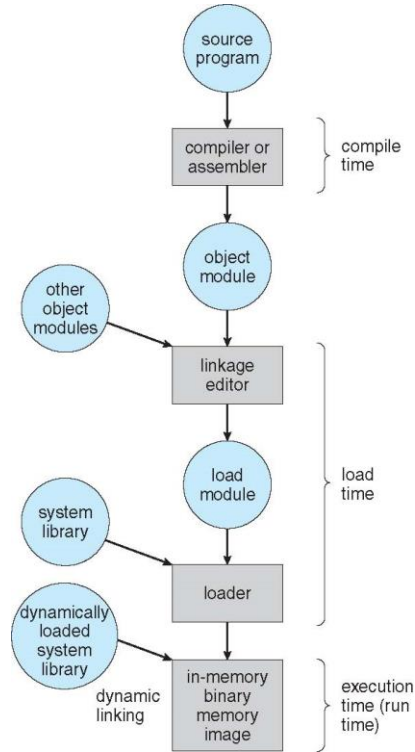 source
program
compiler or
assembler
compile
time
object
module
other
object
modules
linkage
editor
load
module
load
time
system
library
loader
dynamically
loaded
system
library
dynamic
linking
in-memory
binary
memory
image
execution
time (run
time)